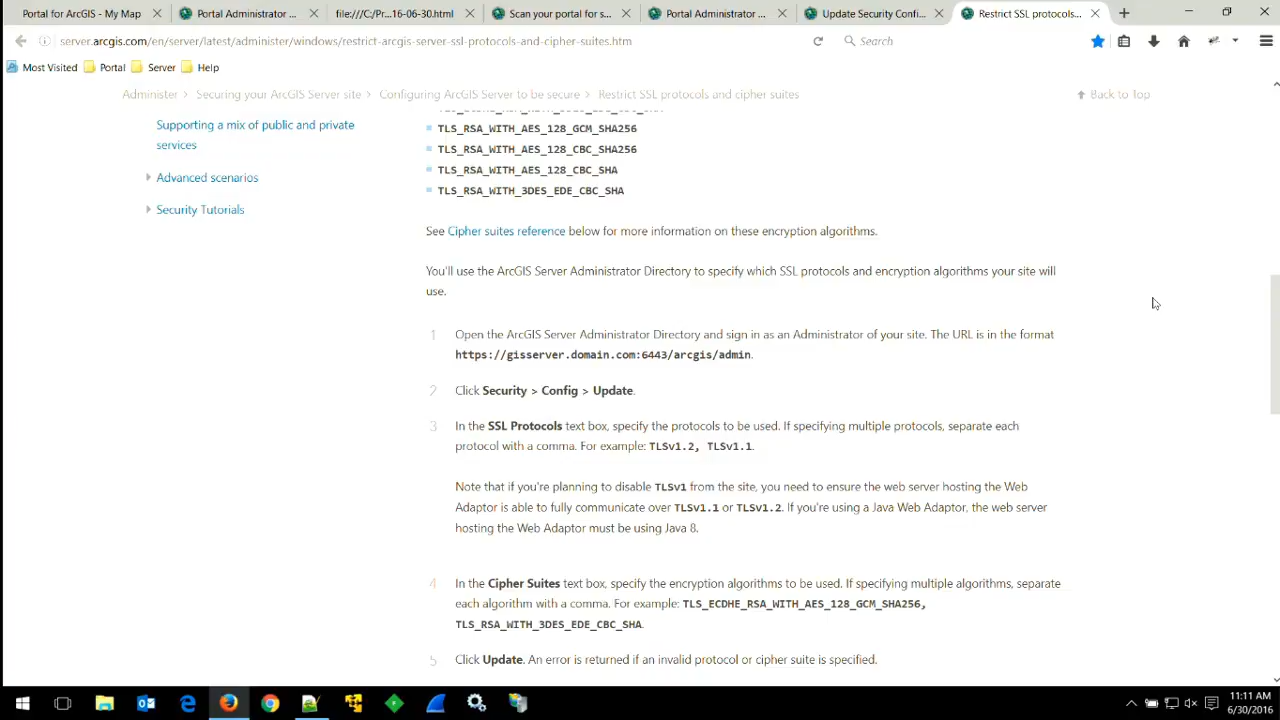 Portal for ArcGIS - My Map
Portal Administrator ...
file:///C:/Pr...16-06-30.html
Scan your portal for s...
Portal Administrator ...
Update Security Confi...
Restrict SSL protocols...
server.arcgis.com/en/server/latest/administer/windows/restrict-arcgis-server-ssl-protocols-and-cipher-suites.htm
Search
Most Visited Portal Server Help
Administer > Securing your ArcGIS Server site > Configuring ArcGIS Server to be secure > Restrict SSL protocols and cipher suites
Back to Top
Supporting a mix of public and private
services
Advanced scenarios
Security Tutorials
TLS_RSA_WITH_AES_128_GCM_SHA256
TLS_RSA_WITH_AES_128_CBC_SHA256
TLS_RSA_WITH_AES_128_CBC_SHA
TLS_RSA_WITH_3DES_EDE_CBC_SHA
See Cipher suites reference below for more information on these encryption algorithms.
You'll use the ArcGIS Server Administrator Directory to specify which SSL protocols and encryption algorithms your site will
use.
1 Open the ArcGIS Server Administrator Directory and sign in as an Administrator of your site. The URL is in the format
https://gisserver.domain.com:6443/arcgis/admin.
2 Click Security > Config > Update.
3 In the SSL Protocols text box, specify the protocols to be used. If specifying multiple protocols, separate each
protocol with a comma. For example: TLSv1.2, TLSv1.1.
Note that if you're planning to disable TLSv1 from the site, you need to ensure the web server hosting the Web
Adaptor is able to fully communicate over TLSv1.1 or TLSv1.2. If you're using a Java Web Adaptor, the web server
hosting the Web Adaptor must be using Java 8.
4 In the Cipher Suites text box, specify the encryption algorithms to be used. If specifying multiple algorithms, separate
each algorithm with a comma. For example: TLS_ECDHE_RSA_WITH_AES_128_GCM_SHA256,
TLS_RSA_WITH_3DES_EDE_CBC_SHA.
5 Click Update. An error is returned if an invalid protocol or cipher suite is specified.
11:11 AM
6/30/2016